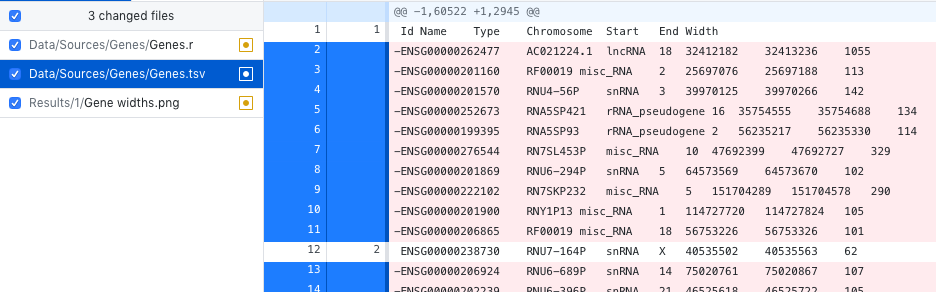 3 changed files
Data/Sources/Genes/Genes.r
Data/Sources/Genes/Genes.tsv
Results/1/Gene widths.png
@@ -1,60522 +1,2945 @@
1 1 Id Name Type Chromosome Start End Width
2 -ENSG00000262477 AC021224.1 lncRNA 18 32412182 32413236 1055
3 -ENSG00000201160 RF00019 misc_RNA 2 25697076 25697188 113
4 -ENSG00000201570 RNU4-56P snRNA 3 39970125 39970266 142
5 -ENSG00000252673 RNA5SP421 rRNA_pseudogene 16 35754555 35754688 134
6 -ENSG00000199395 RNA5SP93 rRNA_pseudogene 2 56235217 56235330 114
7 -ENSG00000276544 RN7SL453P misc_RNA 10 47692399 47692727 329
8 -ENSG00000201869 RNU6-294P snRNA 5 64573569 64573670 102
9 -ENSG00000222102 RN7SKP232 misc_RNA 5 151704289 151704578 290
10 -ENSG00000201900 RNY1P13 misc_RNA 1 114727720 114727824 105
11 -ENSG00000206865 RF00019 misc_RNA 18 56753226 56753326 101
12 2 ENSG00000238730 RNU7-164P snRNA X 40535502 40535563 62
13 -ENSG00000206924 RNU6-689P snRNA 14 75020761 75020867 107
14 -ENSG00000202239 RNU6-396P snRNA 21 46525618 46525722 105